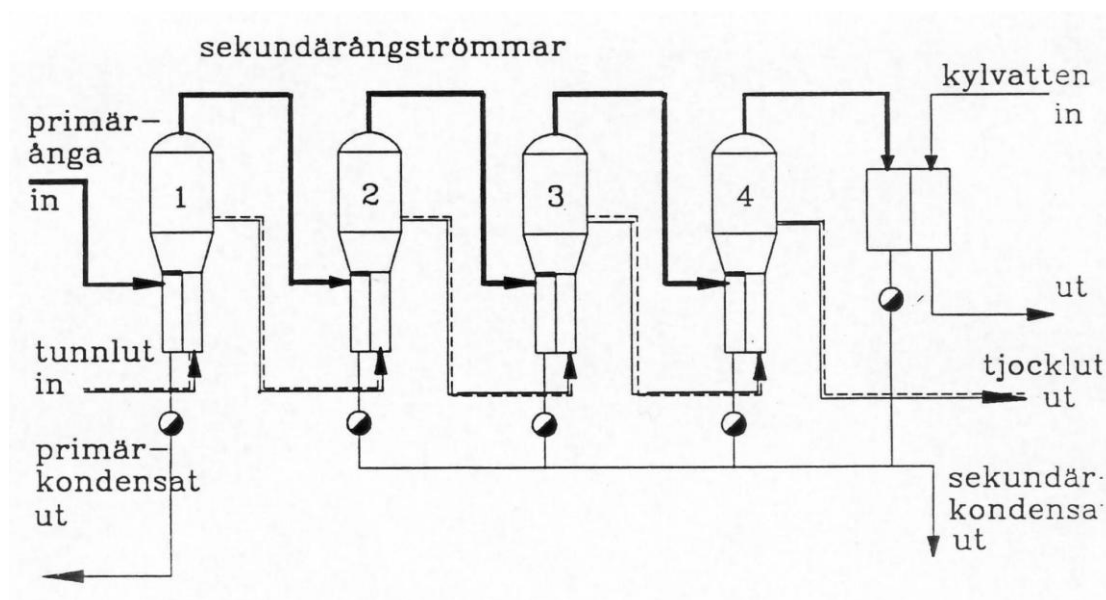 sekundärångströmmar
kylvatten
in
primär-
ånga
in
1
2
3
4
ut
tunnlut
in
tjocklut
ut
primär-
kondensat
ut
sekundär-
kondensa
ut